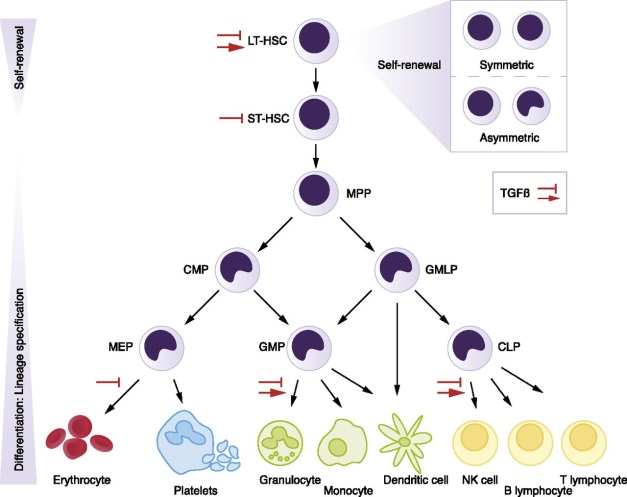 Self-renewal
LT-HSC
Self-renewal
Symmetric
Asymmetric
ST-HSC
MPP
TGFß
CMP
GMLP
MEP
GMP
CLP
Differentiation: Lineage specification
Erythrocyte
Platelets
Granulocyte
Monocyte
Dendritic cell
NK cell
B lymphocyte
T lymphocyte